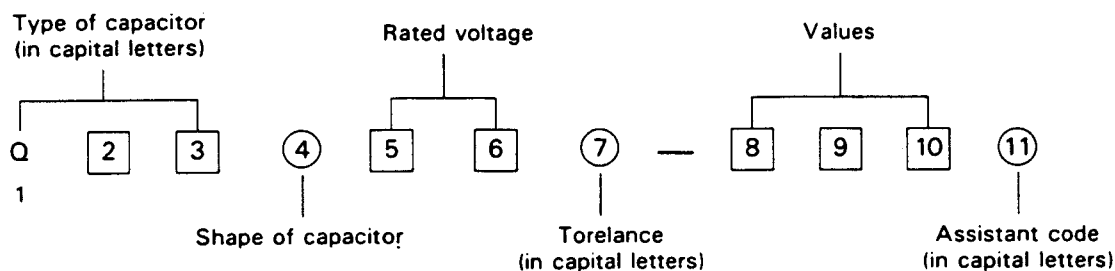 Type of capacitor
(in capital letters)
Rated voltage
Values
Q 2 3 4 5 6 7 — 8 9 10 11
1
Shape of capacitor
Torelance
(in capital letters)
Assistant code
(in capital letters)